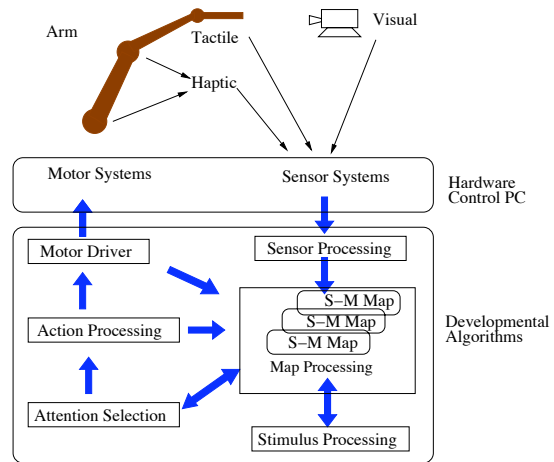 Arm
Tactile
Visual
Haptic
Motor Systems
Sensor Systems
Hardware
Control PC
Motor Driver
Sensor Processing
S−M Map
S−M Map
S−M Map
Action Processing
Map Processing
Developmental
Algorithms
Attention Selection
Stimulus Processing